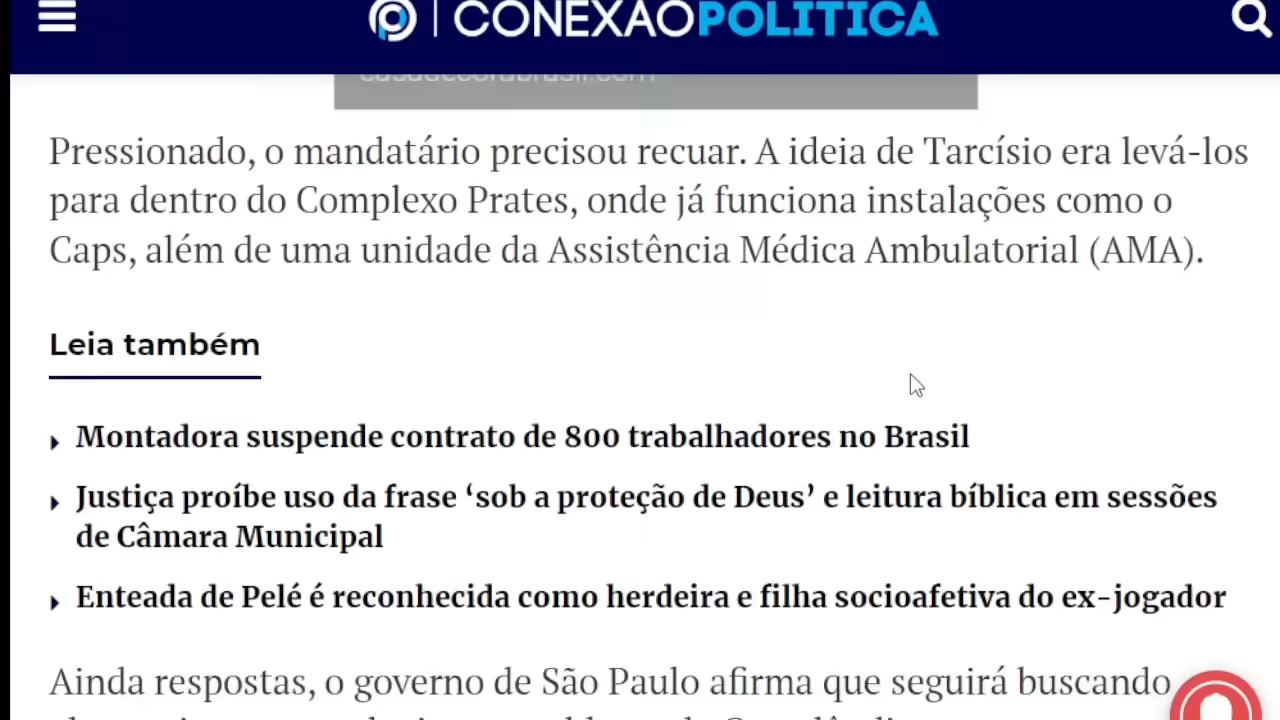 CONEXÃOPOLÍTICA
Pressionado, o mandatário precisou recuar. A ideia de Tarcísio era levá-los
para dentro do Complexo Prates, onde já funciona instalações como o
Caps, além de uma unidade da Assistência Médica Ambulatorial (AMA).
Leia também
Montadora suspende contrato de 800 trabalhadores no Brasil
Justiça proíbe uso da frase ‘sob a proteção de Deus’ e leitura bíblica em sessões
de Câmara Municipal
Enteada de Pelé é reconhecida como herdeira e filha socioafetiva do ex-jogador
Ainda respostas, o governo de São Paulo afirma que seguirá buscando